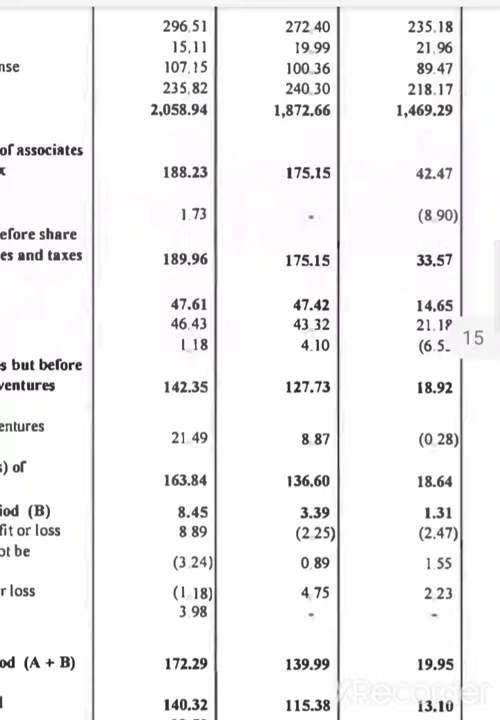 296.51 272.40 235.18
15.11 19.99 21.96
nse 107.15 100.36 89.47
235.82 240.30 218.17
2,058.94 1,872.66 1,469.29
of associates
x 188.23 175.15 42.47
1.73 - (8.90)
efore share
es and taxes 189.96 175.15 33.57
47.61 47.42 14.65
46.43 43.32 21.18
1.18 4.10 (6.5
15
s but before
ventures 142.35 127.73 18.92
entures
21.49 8.87 (0.28)
s) of
163.84 136.60 18.64
iod (B) 8.45 3.39 1.31
fit or loss 8.89 (2.25) (2.47)
ot be
(3.24) 0.89 1.55
r loss (1.18) 4.75 2.23
3.98 - -
od (A + B) 172.29 139.99 19.95
XRecorder
140.32 115.38 13.10